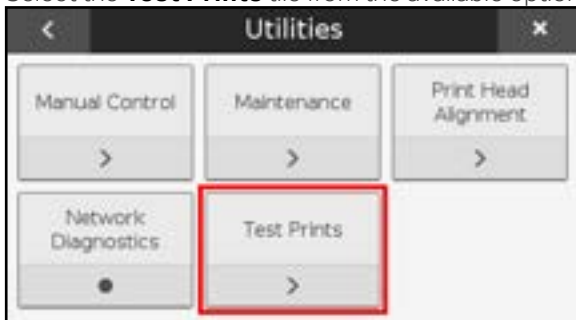 Select the Test Prints tile from the available option
Utilities
Manual Control
Maintenance
Print Head
Alignment
Network
Diagnostics
Test Prints